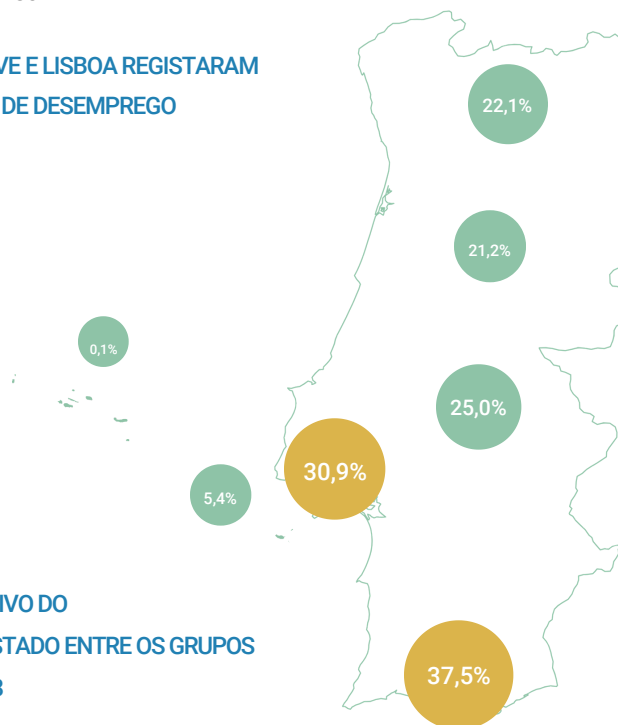 VE E LISBOA REGISTARAM
DE DESEMPREGO
22,1%
21,2%
0,1%
25,0%
30,9%
5,4%
IVO DO
STADO ENTRE OS GRUPOS
37,5%